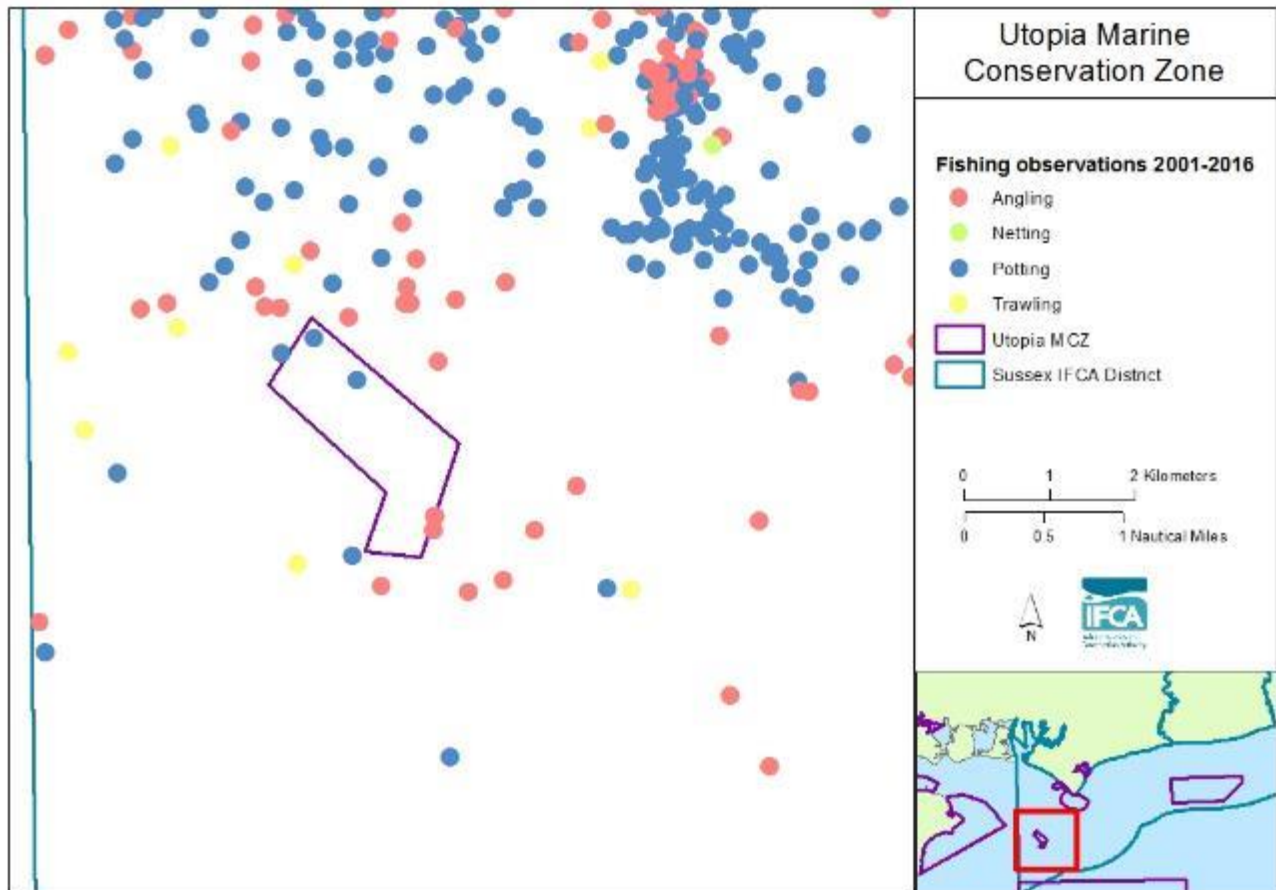 Utopia Marine
Conservation Zone
Fishing observations 2001-2016
Angling
Netting
Potting
Trawling
Utopia MCZ
Sussex IFCA District
0 1 2 Kilometers
0 0.5 1 Nautical Miles
N
IFCA